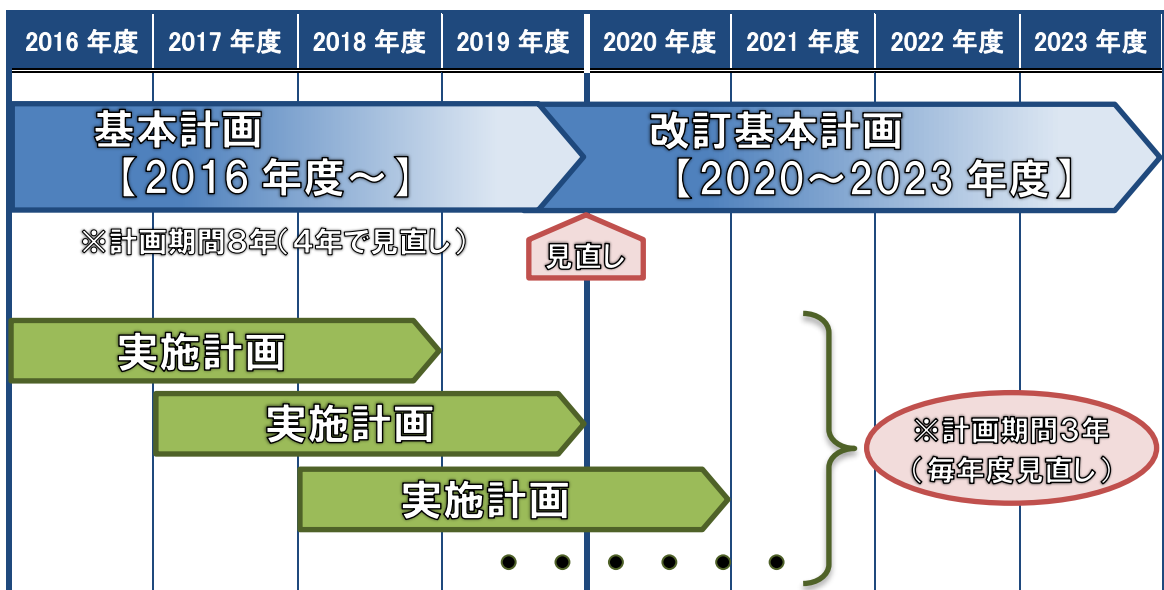 2016 年度 2017 年度 2018 年度 2019 年度 2020 年度 2021 年度 2022 年度 2023 年度
基本計画
【2016 年度～】
改訂基本計画
【2020～2023 年度】
※計画期間８年（４年で見直し）
見直し
実施計画
実施計画
実施計画
※計画期間３年
（毎年度見直し）